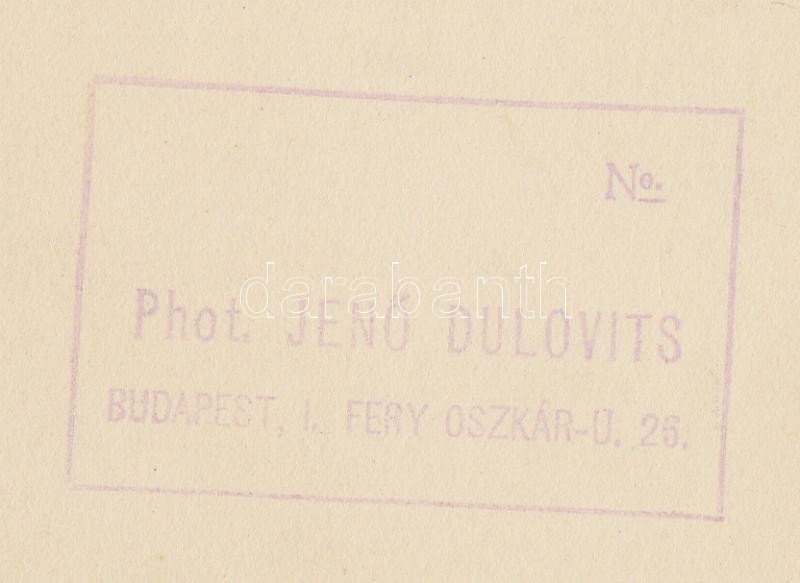 No.
darabanth
Phot. JENŐ DULOVITS
BUDAPEST, I. FERY OSZKÁR-U. 26.